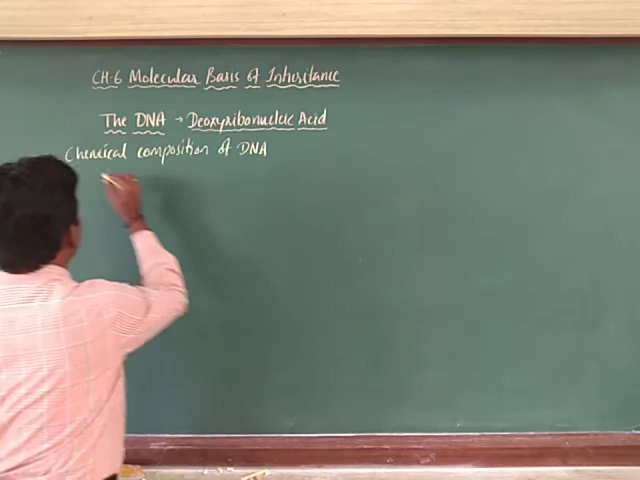 CH-6 Molecular Basis of Inheritance
The DNA → Deoxyribonucleic Acid
Chemical composition of DNA